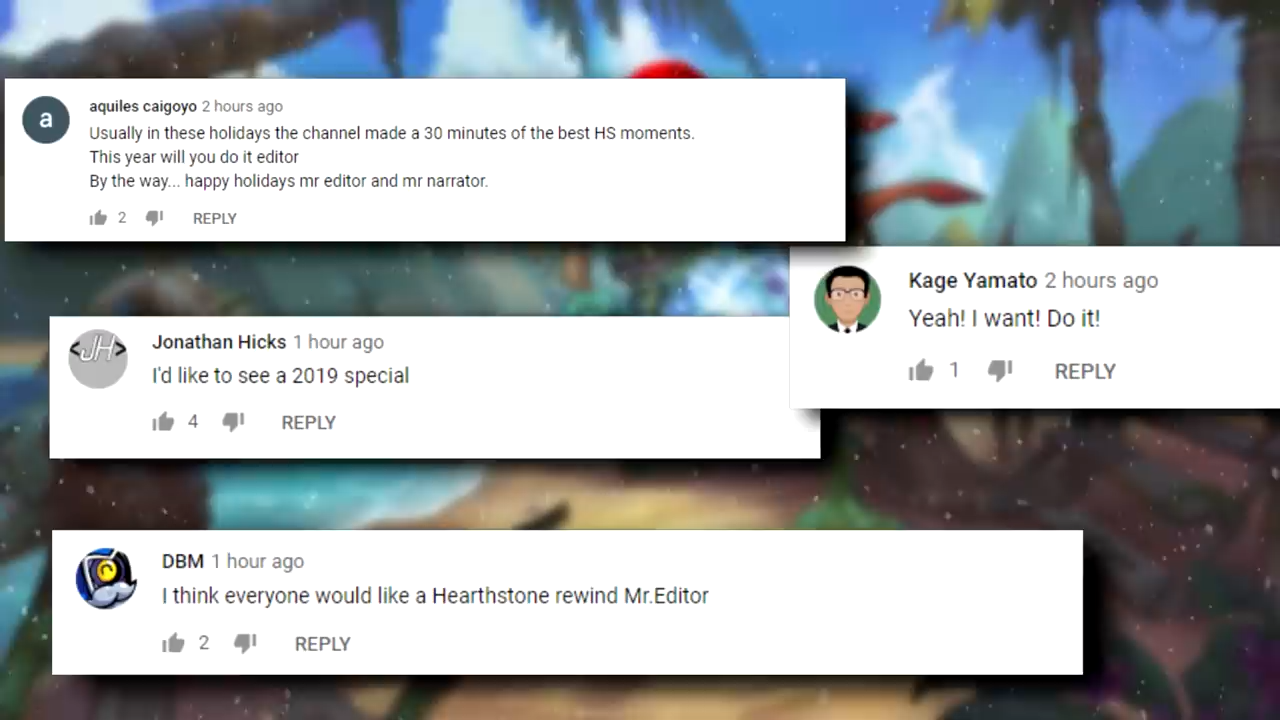 a
aquiles caigoyo 2 hours ago
Usually in these holidays the channel made a 30 minutes of the best HS moments.
This year will you do it editor
By the way... happy holidays mr editor and mr narrator.
2 REPLY
Kage Yamato 2 hours ago
Yeah! I want! Do it!
1 REPLY
<JH>
Jonathan Hicks 1 hour ago
I'd like to see a 2019 special
4 REPLY
DBM 1 hour ago
I think everyone would like a Hearthstone rewind Mr.Editor
2 REPLY